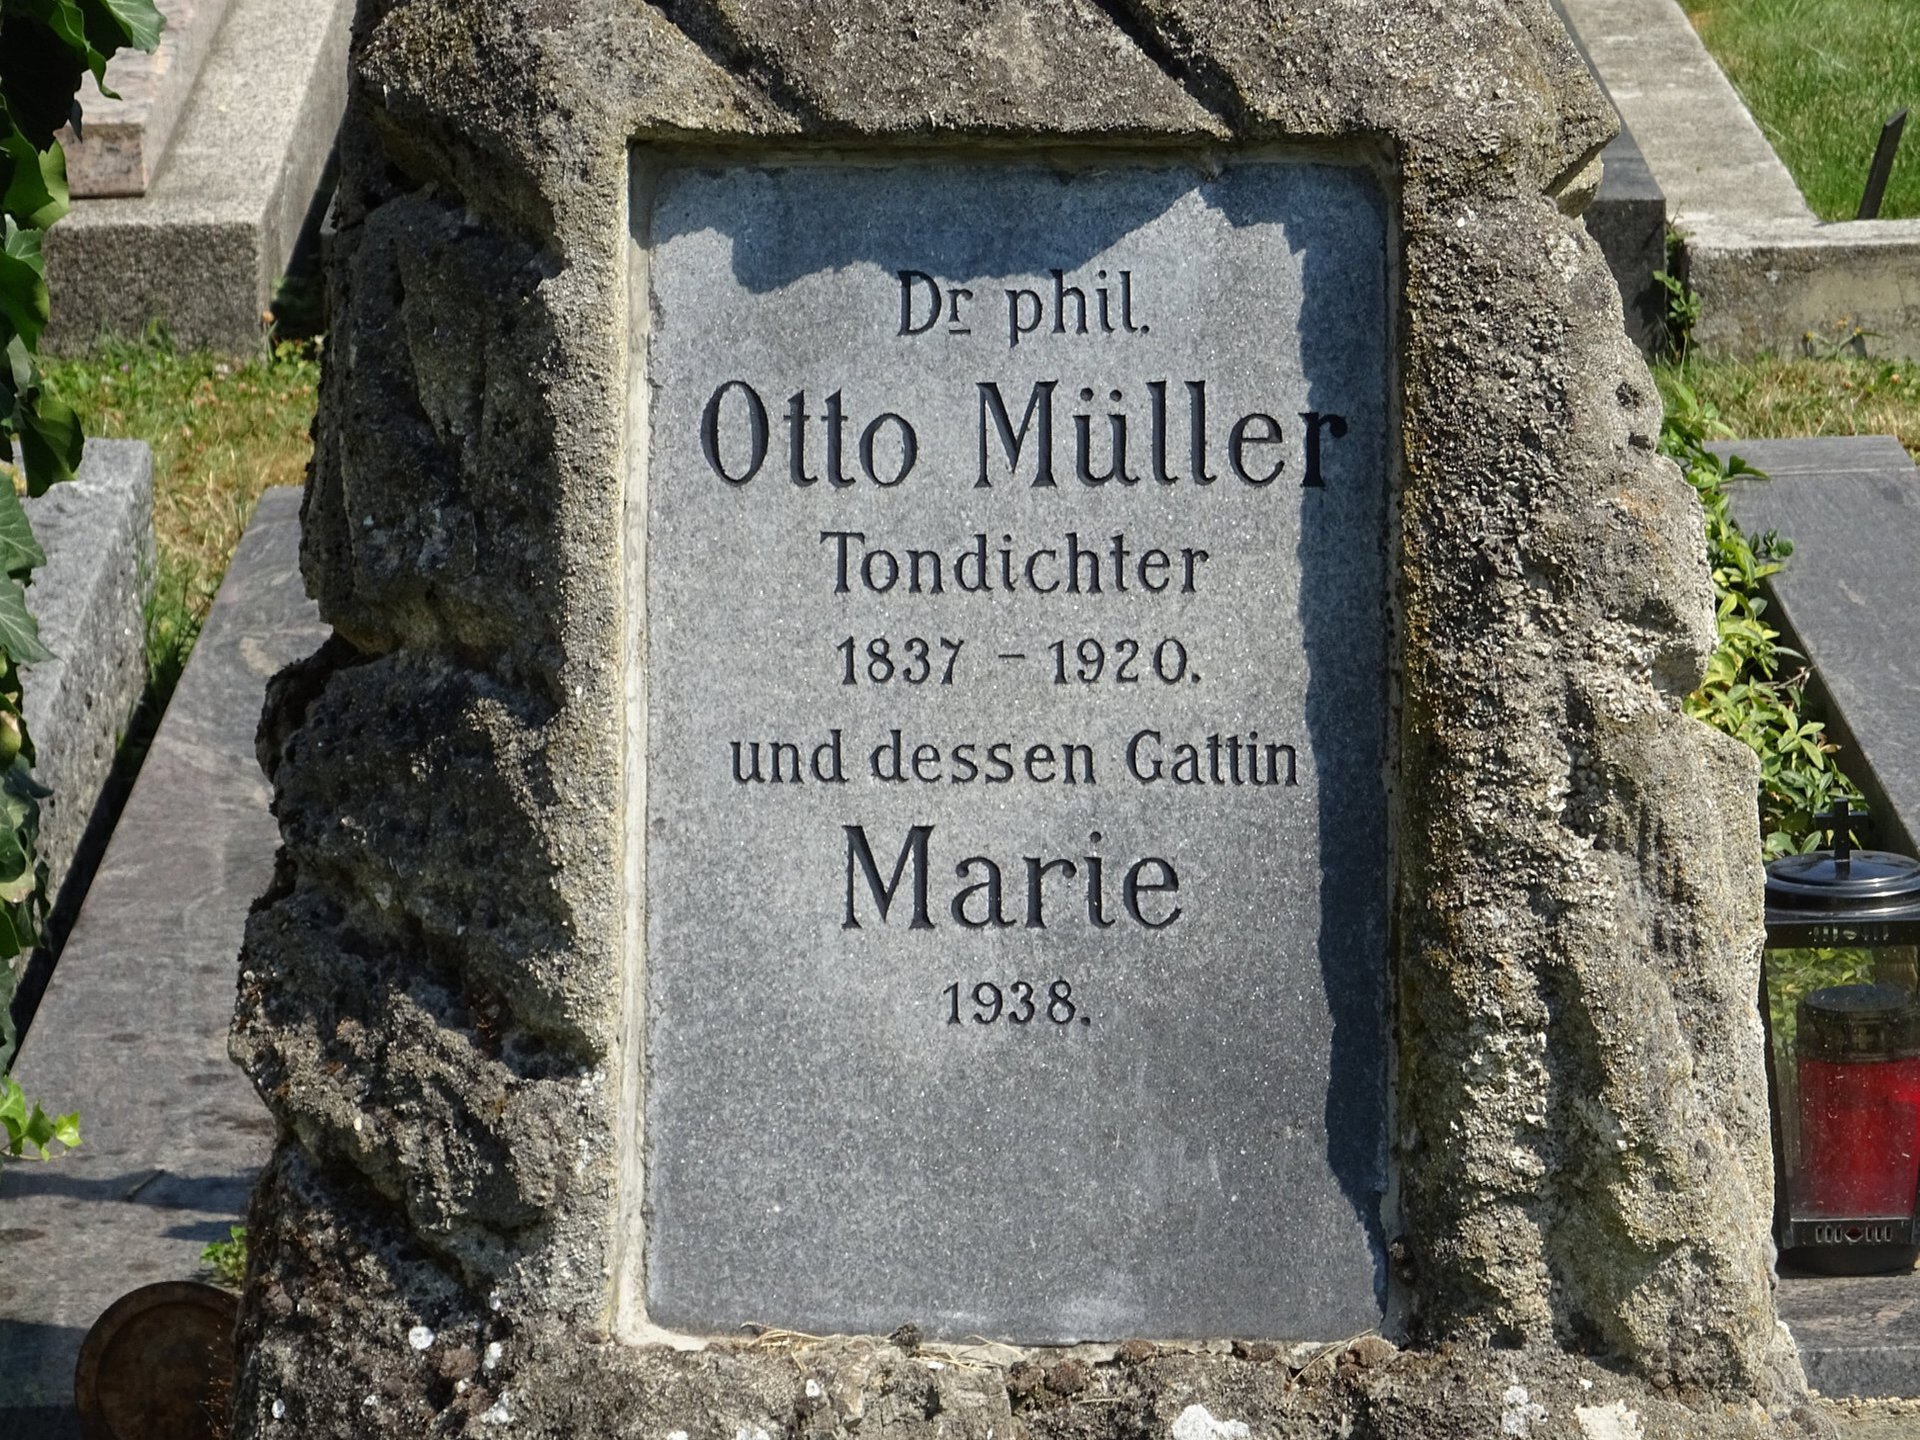 Dr phil.
Otto Müller
Tondichter
1837 - 1920.
und dessen Gattin
Marie
1938.